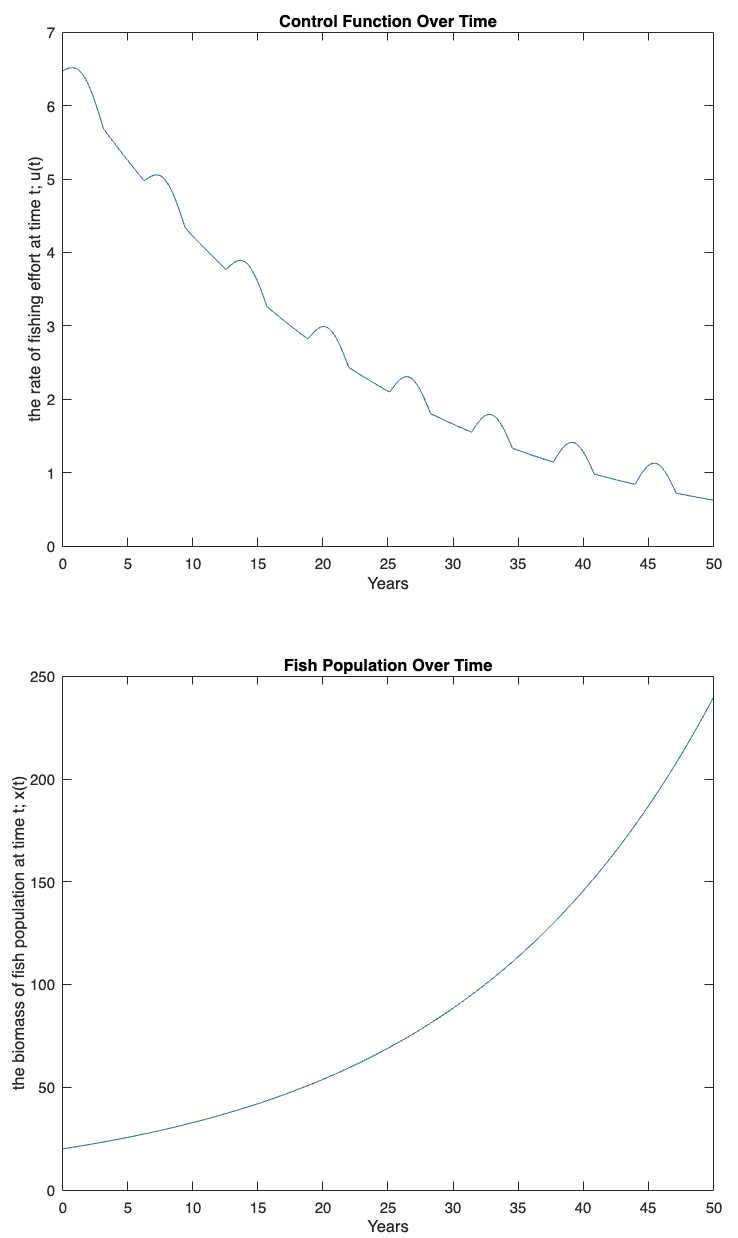 Control Function Over Time
7
6
5
4
3
2
1
0
the rate of fishing effort at time t; u(t)
0 5 10 15 20 25 30 35 40 45 50
Years
Fish Population Over Time
250
200
150
100
50
0
the biomass of fish population at time t; x(t)
0 5 10 15 20 25 30 35 40 45 50
Years